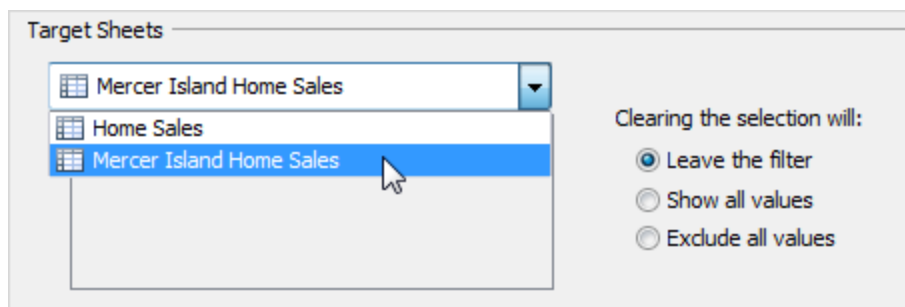 Target Sheets
Mercer Island Home Sales
Home Sales
Mercer Island Home Sales
Clearing the selection will:
Leave the filter
Show all values
Exclude all values